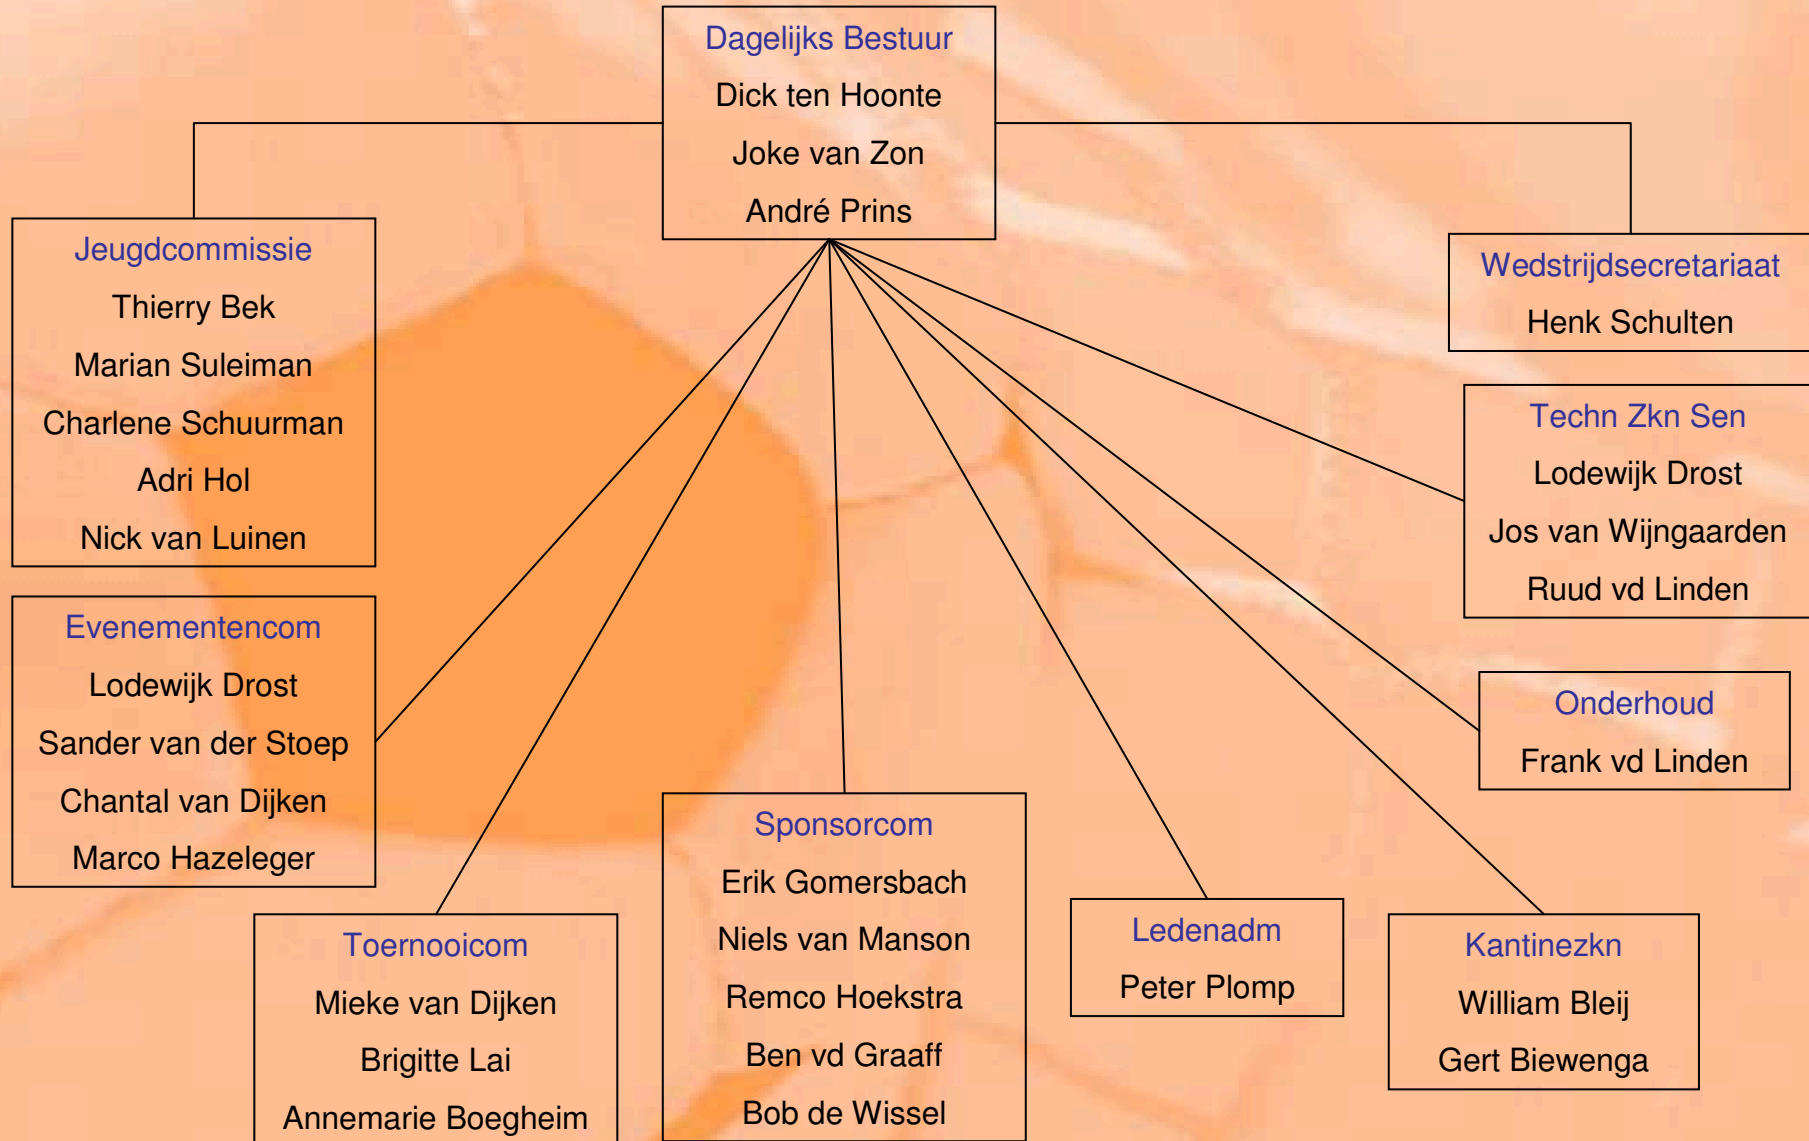 Dagelijks Bestuur
Dick ten Hoonte
Joke van Zon
André Prins
Jeugdcommissie
Thierry Bek
Marian Suleiman
Charlene Schuurman
Adri Hol
Nick van Luinen
Wedstrijdsecretariaat
Henk Schulten
Techn Zkn Sen
Lodewijk Drost
Jos van Wijngaarden
Ruud vd Linden
Evenementencom
Lodewijk Drost
Sander van der Stoep
Chantal van Dijken
Marco Hazeleger
Onderhoud
Frank vd Linden
Toernooicom
Mieke van Dijken
Brigitte Lai
Annemarie Boegheim
Sponsorcom
Erik Gomersbach
Niels van Manson
Remco Hoekstra
Ben vd Graaff
Bob de Wissel
Ledenadm
Peter Plomp
Kantinezkn
William Bleij
Gert Biewenga